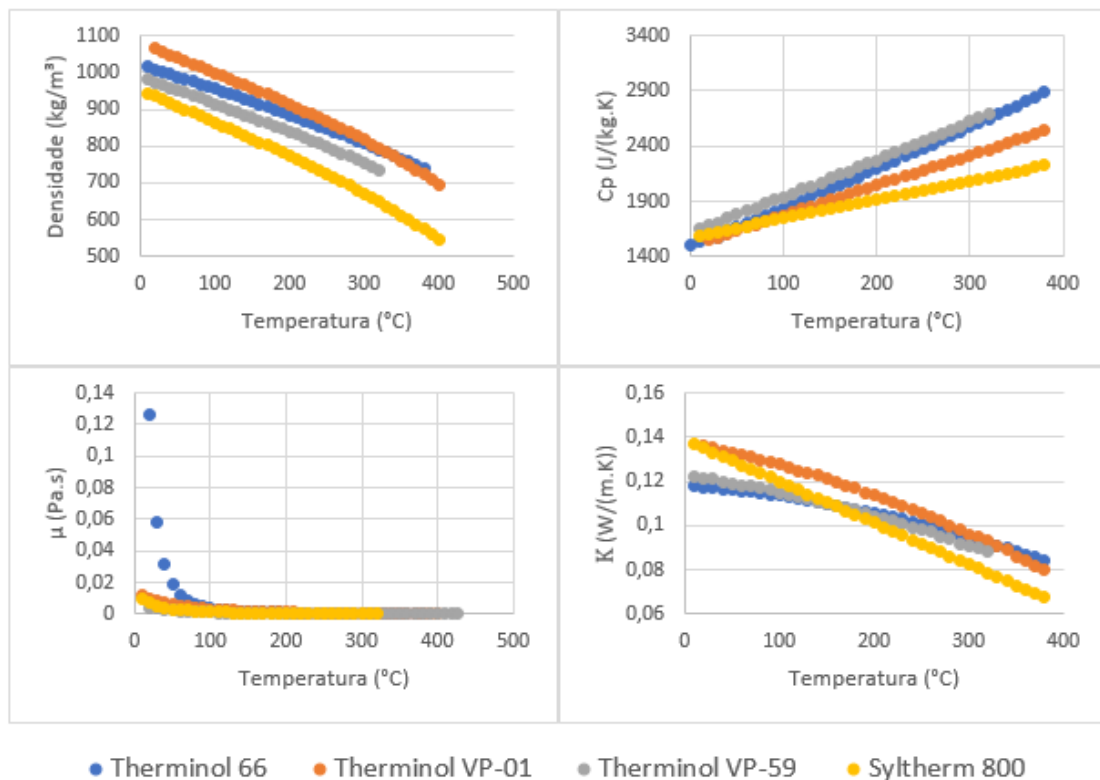 Densidade (kg/m³)
1100
1000
900
800
700
600
500
0 100 200 300 400 500
Temperatura (°C)
Cp (J/(kg.K)
3400
2900
2400
1900
1400
0 100 200 300 400
Temperatura (°C)
µ (Pa.s)
0,14
0,12
0,1
0,08
0,06
0,04
0,02
0
0 100 200 300 400 500
Temperatura (°C)
K (W/(m.K))
0,16
0,14
0,12
0,1
0,08
0,06
0 100 200 300 400
Temperatura (°C)
Therminol 66 Therminol VP-01 Therminol VP-59 Syltherm 800